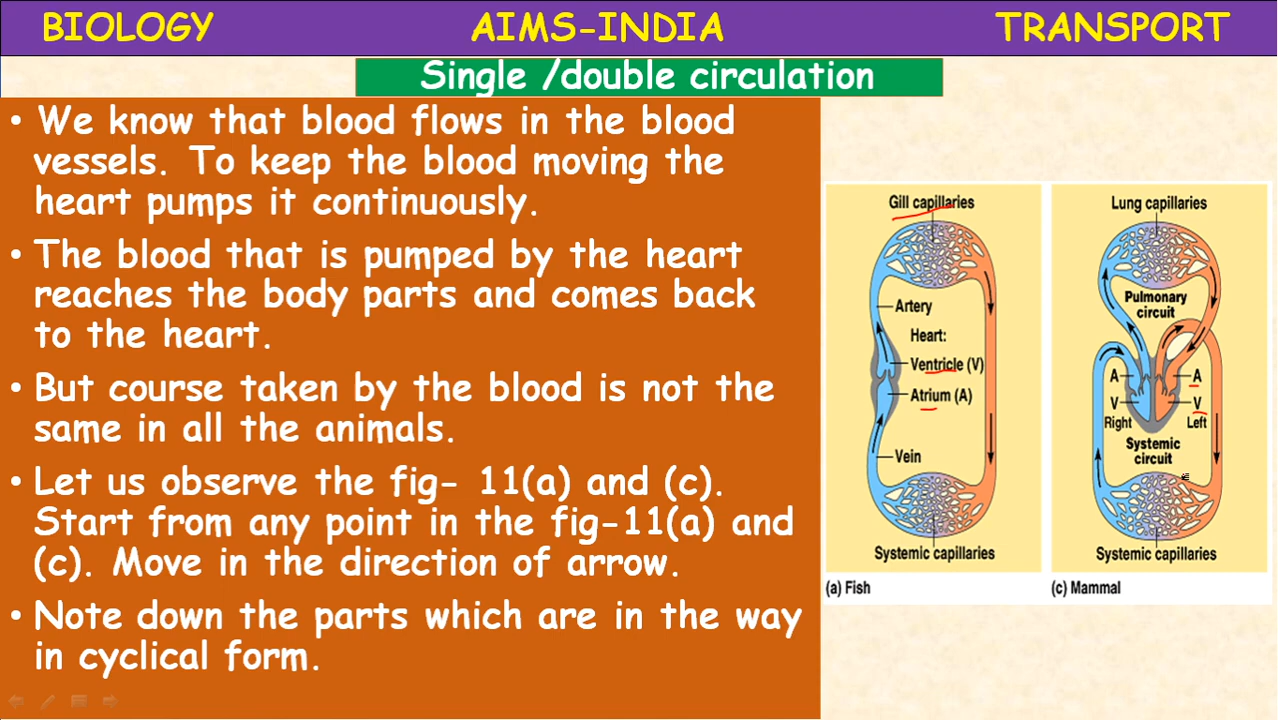 BIOLOGY AIMS-INDIA TRANSPORT
Single /double circulation
• We know that blood flows in the blood
vessels. To keep the blood moving the
heart pumps it continuously.
• The blood that is pumped by the heart
reaches the body parts and comes back
to the heart.
• But course taken by the blood is not the
same in all the animals.
• Let us observe the fig- 11(a) and (c).
Start from any point in the fig-11(a) and
(c). Move in the direction of arrow.
• Note down the parts which are in the way
in cyclical form.
Gill capillaries
Artery
Heart:
Ventricle (V)
Atrium (A)
Vein
Systemic capillaries
(a) Fish
Lung capillaries
Pulmonary
circuit
A A
V V
Right Left
Systemic
circuit
Systemic capillaries
(c) Mammal